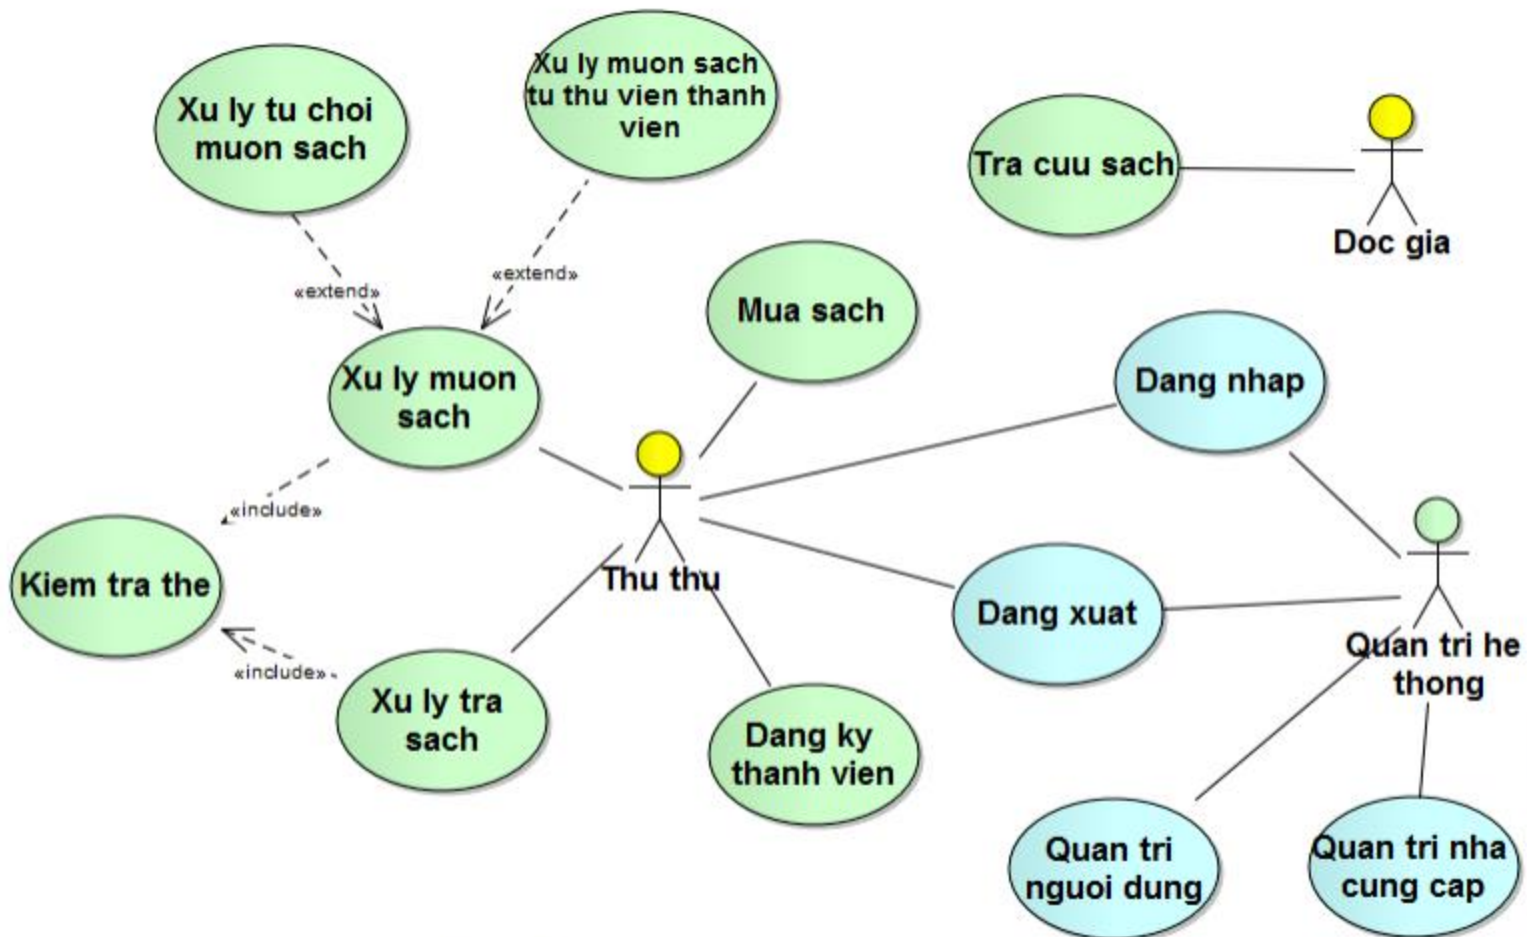 Xu ly tu choi
muon sach
Xu ly muon sach
tu thu vien thanh
vien
Tra cuu sach
Doc gia
«extend»
«extend»
Mua sach
Xu ly muon
sach
Dang nhap
«include»
Kiem tra the
Thu thu
Dang xuat
Quan tri he
thong
«include»
Xu ly tra
sach
Dang ky
thanh vien
Quan tri
nguoi dung
Quan tri nha
cung cap